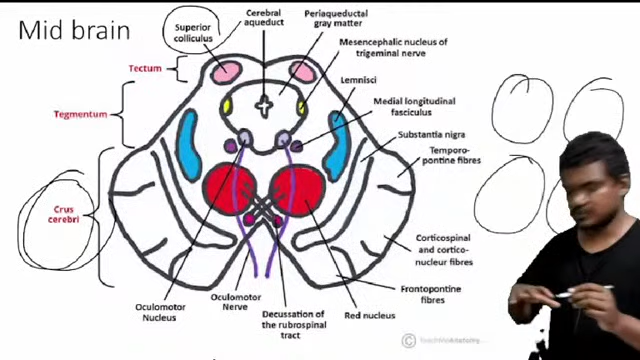 Mid brain
Superior
colliculus
Cerebral
aqueduct
Periaqueductal
gray matter
Mesencephalic nucleus of
trigeminal nerve
Tectum
Lemnisci
Tegmentum
Medial longitudinal
fasciculus
Substantia nigra
Temporo-
pontine fibres
Crus
cerebri
Corticospinal
and cortico-
nuclear fibres
Frontopontine
fibres
Oculomotor
Nucleus
Oculomotor
Nerve
Decussation of
the rubrospinal
tract
Red nucleus
© TeachMeAnatomy